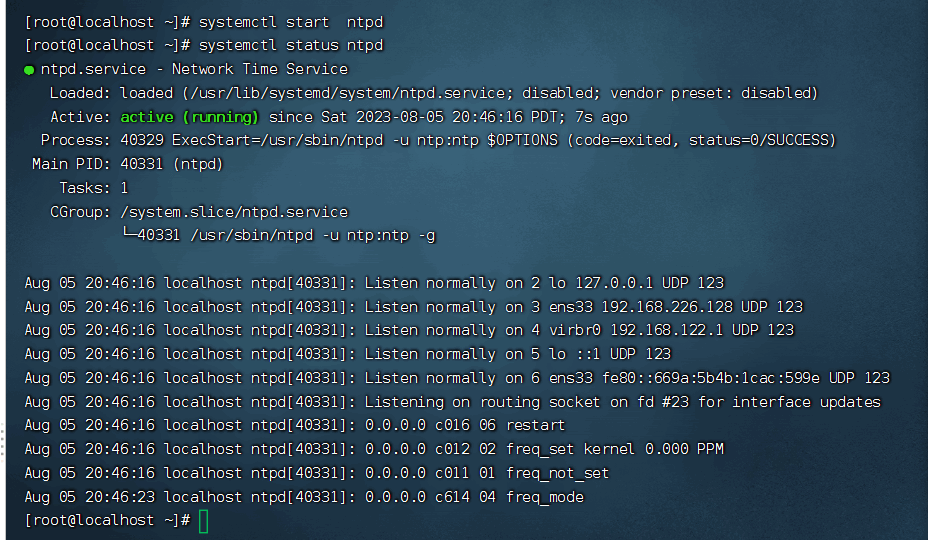 [root@localhost ~]# systemctl start  ntpd
[root@localhost ~]# systemctl status ntpd
● ntpd.service - Network Time Service
   Loaded: loaded (/usr/lib/systemd/system/ntpd.service; disabled; vendor preset: disabled)
   Active: active (running) since Sat 2023-08-05 20:46:16 PDT; 7s ago
  Process: 40329 ExecStart=/usr/sbin/ntpd -u ntp:ntp $OPTIONS (code=exited, status=0/SUCCESS)
 Main PID: 40331 (ntpd)
    Tasks: 1
   CGroup: /system.slice/ntpd.service
           └─40331 /usr/sbin/ntpd -u ntp:ntp -g

Aug 05 20:46:16 localhost ntpd[40331]: Listen normally on 2 lo 127.0.0.1 UDP 123
Aug 05 20:46:16 localhost ntpd[40331]: Listen normally on 3 ens33 192.168.226.128 UDP 123
Aug 05 20:46:16 localhost ntpd[40331]: Listen normally on 4 virbr0 192.168.122.1 UDP 123
Aug 05 20:46:16 localhost ntpd[40331]: Listen normally on 5 lo ::1 UDP 123
Aug 05 20:46:16 localhost ntpd[40331]: Listen normally on 6 ens33 fe80::669a:5b4b:1cac:599e UDP 123
Aug 05 20:46:16 localhost ntpd[40331]: Listening on routing socket on fd #23 for interface updates
Aug 05 20:46:16 localhost ntpd[40331]: 0.0.0.0 c016 06 restart
Aug 05 20:46:16 localhost ntpd[40331]: 0.0.0.0 c012 02 freq_set kernel 0.000 PPM
Aug 05 20:46:16 localhost ntpd[40331]: 0.0.0.0 c011 01 freq_not_set
Aug 05 20:46:23 localhost ntpd[40331]: 0.0.0.0 c614 04 freq_mode
[root@localhost ~]#